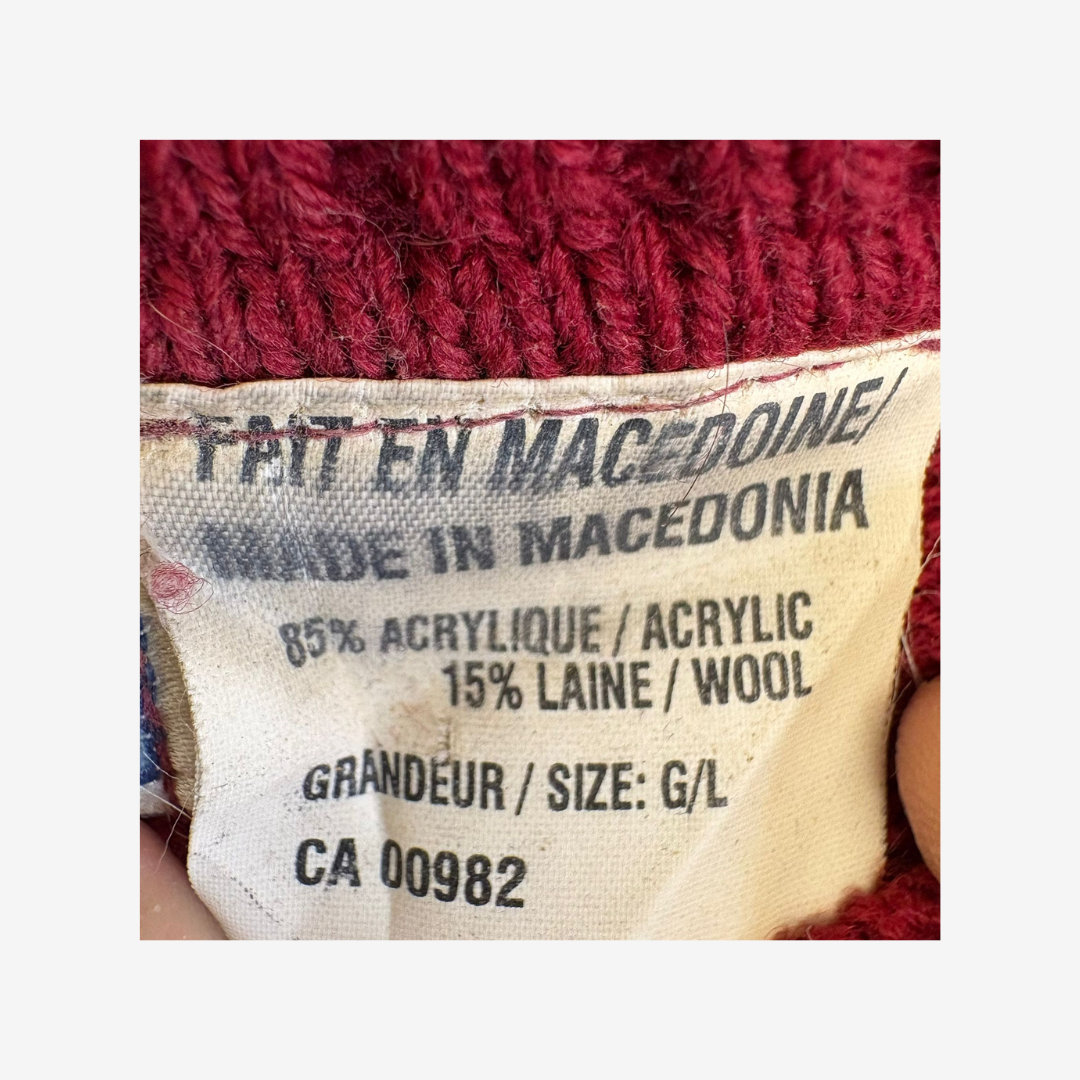 FAIT EN MACEDOINE/
MADE IN MACEDONIA
85% ACRYLIQUE / ACRYLIC
15% LAINE / WOOL
GRANDEUR / SIZE: G/L
CA 00982